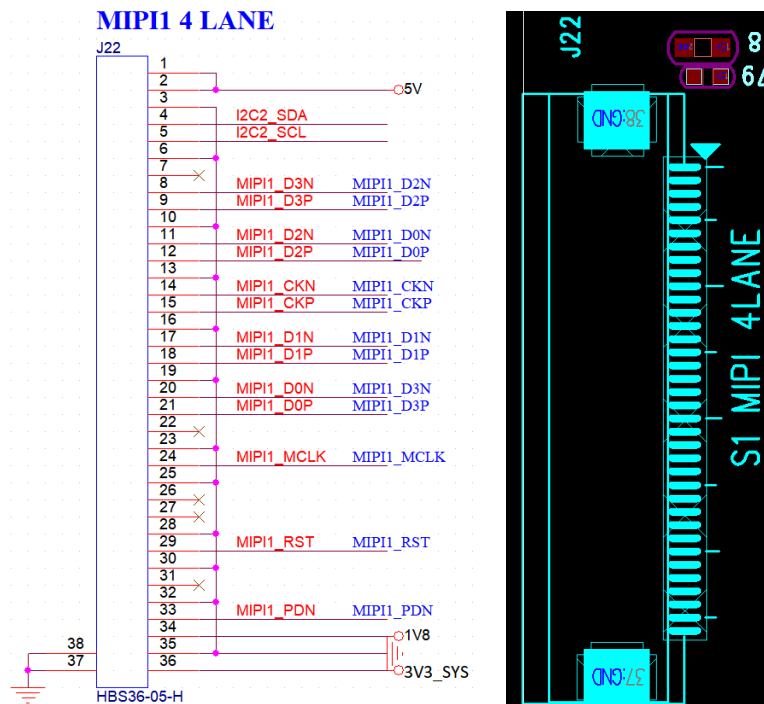 MIPI1 4 LANE
J22
1
2
5V
3
4 I2C2_SDA
5 I2C2_SCL
6
7
8 MIPI1_D3N MIPI1_D2N
9 MIPI1_D3P MIPI1_D2P
10
11 MIPI1_D2N MIPI1_D0N
12 MIPI1_D2P MIPI1_D0P
13
14 MIPI1_CKN MIPI1_CKN
15 MIPI1_CKP MIPI1_CKP
16
17 MIPI1_D1N MIPI1_D1N
18 MIPI1_D1P MIPI1_D1P
19
20 MIPI1_D0N MIPI1_D3N
21 MIPI1_D0P MIPI1_D3P
22
23
24 MIPI1_MCLK MIPI1_MCLK
25
26
27
28
29 MIPI1_RST MIPI1_RST
30
31
32
33 MIPI1_PDN MIPI1_PDN
34 1V8
38 35
37 36 3V3_SYS
HBS36-05-H
J22
8
38:GND
S1 MIPI 4LANE
37:GND